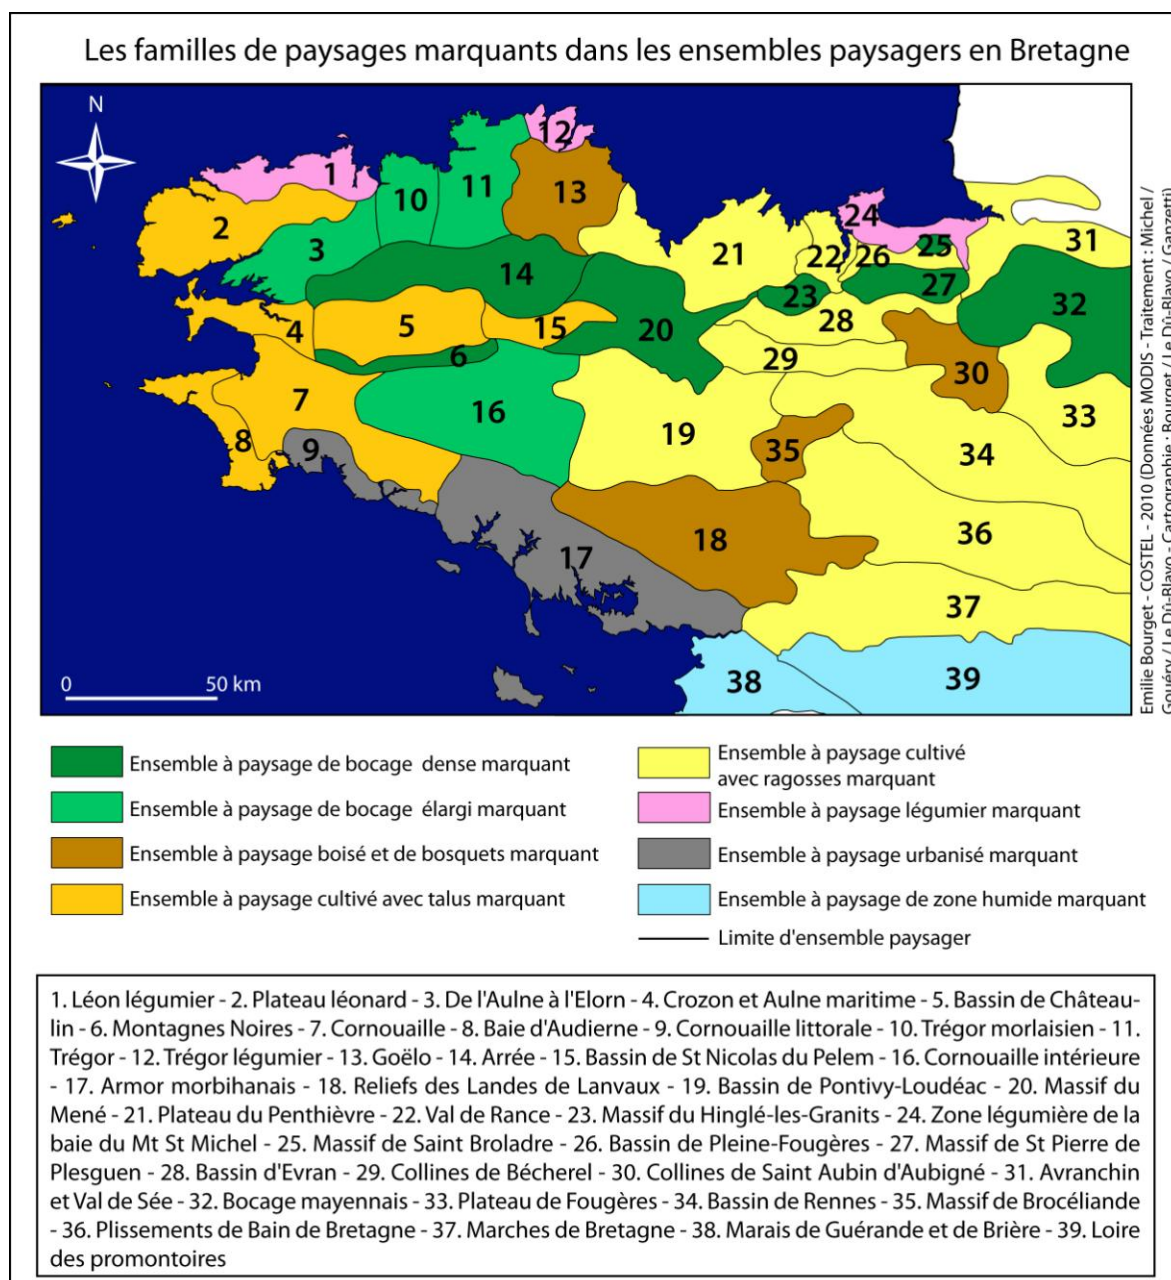 Les familles de paysages marquants dans les ensembles paysagers en Bretagne
N
12
1
13
11
10
24
2
25
31
21
3
22
26
14
27
23
32
4
5
15
28
20
6
29
30
7
16
33
19
8
9
35
34
18
36
17
37
0 50 km
38
39
Emilie Bourget - COSTEL - 2010 (Données MODIS - Traitement : Michel /
Gouéry / Le Dû-Blayo - Cartographie : Bourget / Le Dû-Blayo / Ganzetti)
Ensemble à paysage de bocage dense marquant
Ensemble à paysage de bocage élargi marquant
Ensemble à paysage boisé et de bosquets marquant
Ensemble à paysage cultivé avec talus marquant
Ensemble à paysage cultivé
avec ragosses marquant
Ensemble à paysage légumier marquant
Ensemble à paysage urbanisé marquant
Ensemble à paysage de zone humide marquant
Limite d'ensemble paysager
1. Léon légumier - 2. Plateau léonard - 3. De l'Aulne à l'Elorn - 4. Crozon et Aulne maritime - 5. Bassin de Château-
lin - 6. Montagnes Noires - 7. Cornouaille - 8. Baie d'Audierne - 9. Cornouaille littorale - 10. Trégor morlaisien - 11.
Trégor - 12. Trégor légumier - 13. Goëlo - 14. Arrée - 15. Bassin de St Nicolas du Pelem - 16. Cornouaille intérieure
- 17. Armor morbihanais - 18. Reliefs des Landes de Lanvaux - 19. Bassin de Pontivy-Loudéac - 20. Massif du
Mené - 21. Plateau du Penthièvre - 22. Val de Rance - 23. Massif du Hinglé-les-Granits - 24. Zone légumière de la
baie du Mt St Michel - 25. Massif de Saint Broladre - 26. Bassin de Pleine-Fougères - 27. Massif de St Pierre de
Plesguen - 28. Bassin d'Evran - 29. Collines de Bécherel - 30. Collines de Saint Aubin d'Aubigné - 31. Avranchin
et Val de Sée - 32. Bocage mayennais - 33. Plateau de Fougères - 34. Bassin de Rennes - 35. Massif de Brocéliande
- 36. Plissements de Bain de Bretagne - 37. Marches de Bretagne - 38. Marais de Guérande et de Brière - 39. Loire
des promontoires